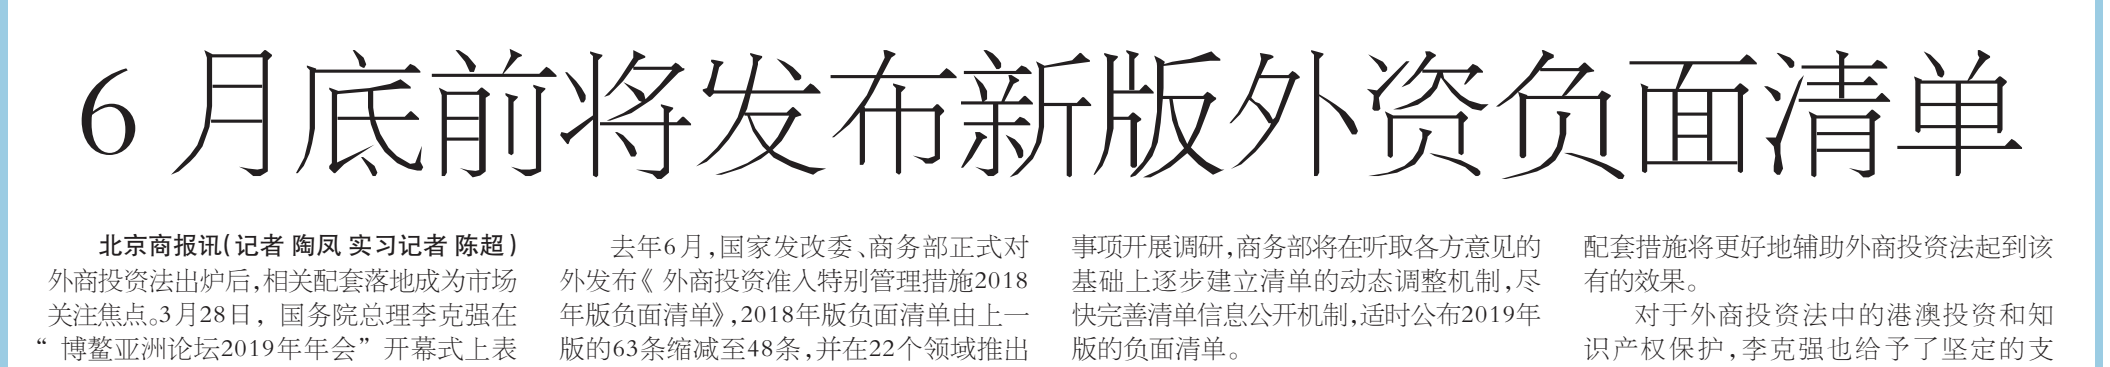 6月底前将发布新版外资负面清单
北京商报讯(记者 陶凤 实习记者 陈超)
外商投资法出炉后,相关配套落地成为市场
关注焦点。3月28日，国务院总理李克强在
“博鳌亚洲论坛2019年年会”开幕式上表
去年6月,国家发改委、商务部正式对
外发布《外商投资准入特别管理措施2018
年版负面清单》,2018年版负面清单由上一
版的63条缩减至48条,并在22个领域推出
事项开展调研,商务部将在听取各方意见的
基础上逐步建立清单的动态调整机制,尽
快完善清单信息公开机制,适时公布2019年
版的负面清单。
配套措施将更好地辅助外商投资法起到该
有的效果。
对于外商投资法中的港澳投资和知
识产权保护,李克强也给予了坚定的支